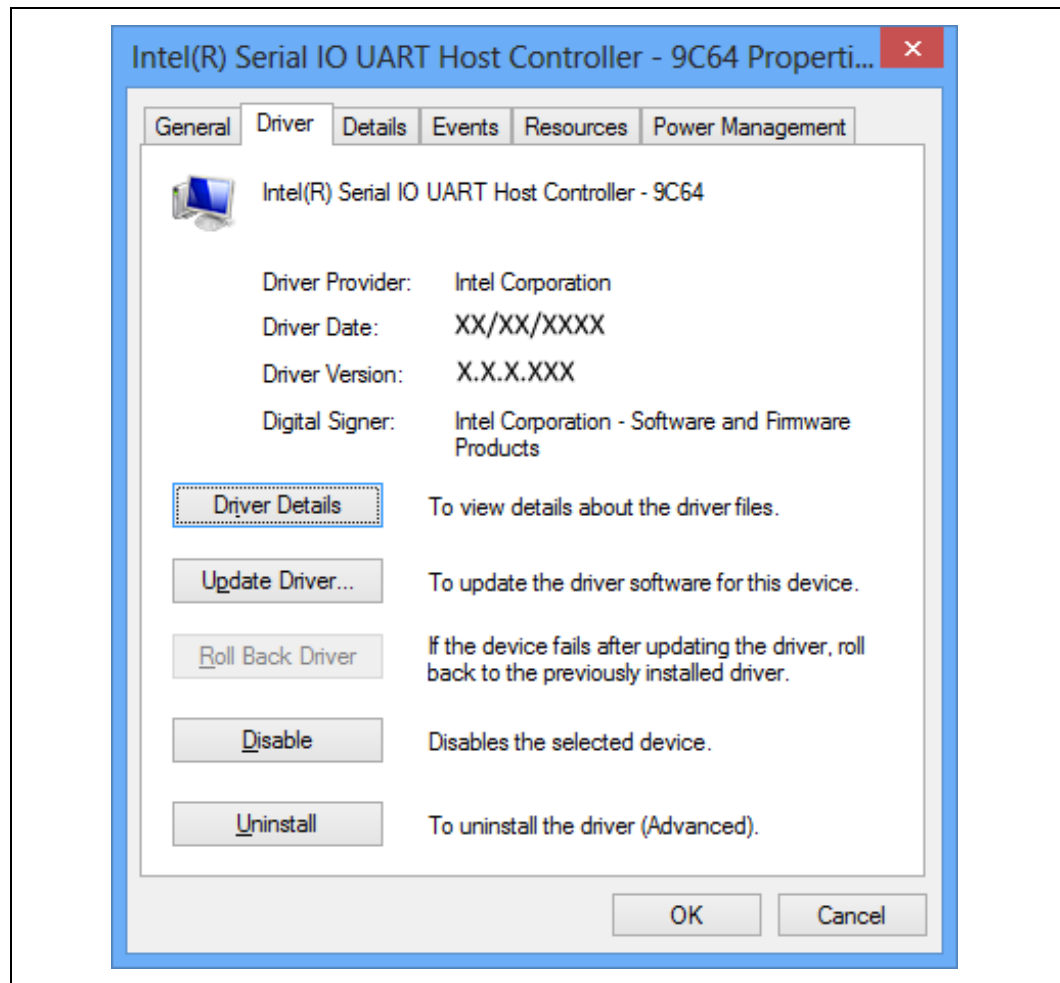 Intel(R) Serial IO UART Host Controller - 9C64 Properti...
General Driver Details Events Resources Power Management
Intel(R) Serial IO UART Host Controller - 9C64
Driver Provider: Intel Corporation
Driver Date: XX/XX/XXXX
Driver Version: X.X.X.XXX
Digital Signer: Intel Corporation - Software and Firmware
Products
Driver Details To view details about the driver files.
Update Driver... To update the driver software for this device.
Roll Back Driver If the device fails after updating the driver, roll
back to the previously installed driver.
Disable Disables the selected device.
Uninstall To uninstall the driver (Advanced).
OK Cancel